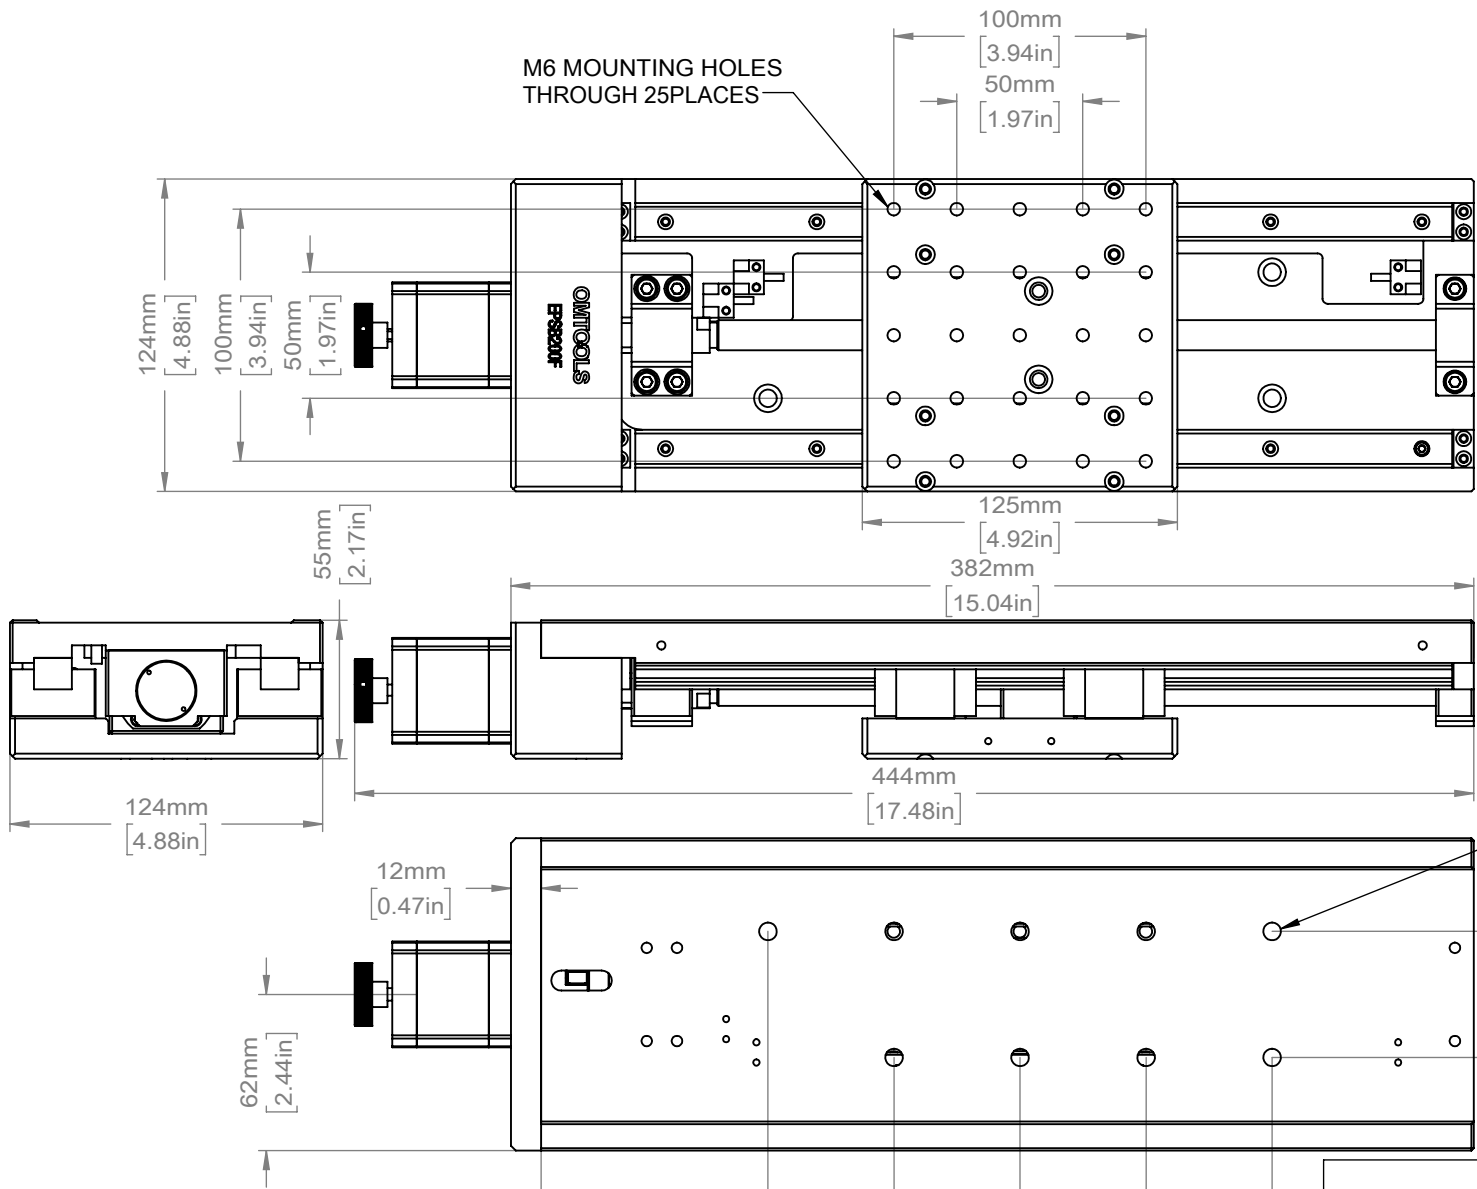 100mm
[3.94in]
M6 MOUNTING HOLES
THROUGH 25PLACES
50mm
[1.97in]
124mm
[4.88in]
100mm
[3.94in]
50mm
[1.97in]
OMTOOLS
EPSB200F
125mm
[4.92in]
55mm
[2.17in]
382mm
[15.04in]
444mm
[17.48in]
124mm
[4.88in]
12mm
[0.47in]
62mm
[2.44in]